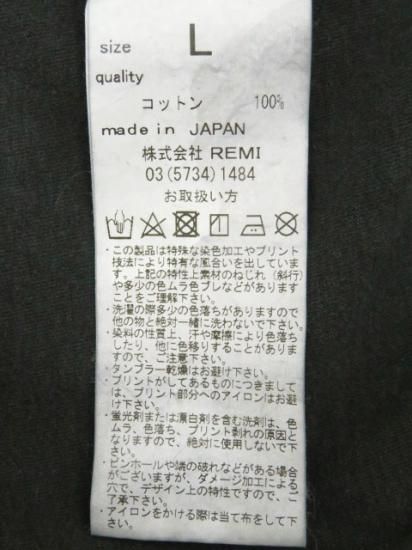 size L
quality
コットン 100%
made in JAPAN
株式会社 REMI
03(5734)1484
お取扱い方
・この製品は特殊な染色加工やプリント
技法により特有な風合いを出していま
す。上記の特性上素材のねじれ（斜行）
や多少の色ムラ色ブレなどがあります
ことをご理解下さい。
・洗濯の際多少の色落ちがありますので
他の物と絶対一緒に洗わないで下さい。
・染料の性質上、汗や摩擦により色落ち
したり、他に色移りすることがありま
すので、ご注意下さい。
・タンブラー乾燥はお避け下さい。
・プリントがしてあるものにつきまして
は、プリント部分へのアイロンはお避
け下さい。
・蛍光剤または漂白剤を含む洗剤は、色
ムラ、色落ち、プリント剥れの原因と
なりますので、絶対に使用しないで下
さい。
・ピンホールや端の破れなどがある場合
がございますが、ダメージ加工による
穴で、デザイン上の特性ですので、ご
了承下さい。
・アイロンをかける際は当て布をして下
さい。